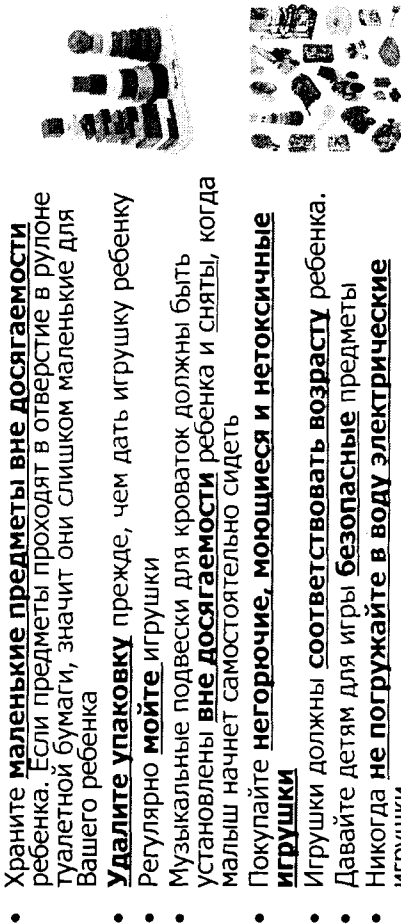 • Храните маленькие предметы вне досягаемости
ребенка. Если предметы проходят в отверстие в рулоне
туалетной бумаги, значит они слишком маленькие для
Вашего ребенка
• Удалите упаковку прежде, чем дать игрушку ребенку
• Регулярно мойте игрушки
• Музыкальные подвески для кроваток должны быть
установлены вне досягаемости ребенка и сняты, когда
малыш начнет самостоятельно сидеть
• Покупайте негорючие, моющиеся и нетоксичные
игрушки
• Игрушки должны соответствовать возрасту ребенка.
• Давайте детям для игры безопасные предметы
• Никогда не погружайте в воду электрические
игрушки